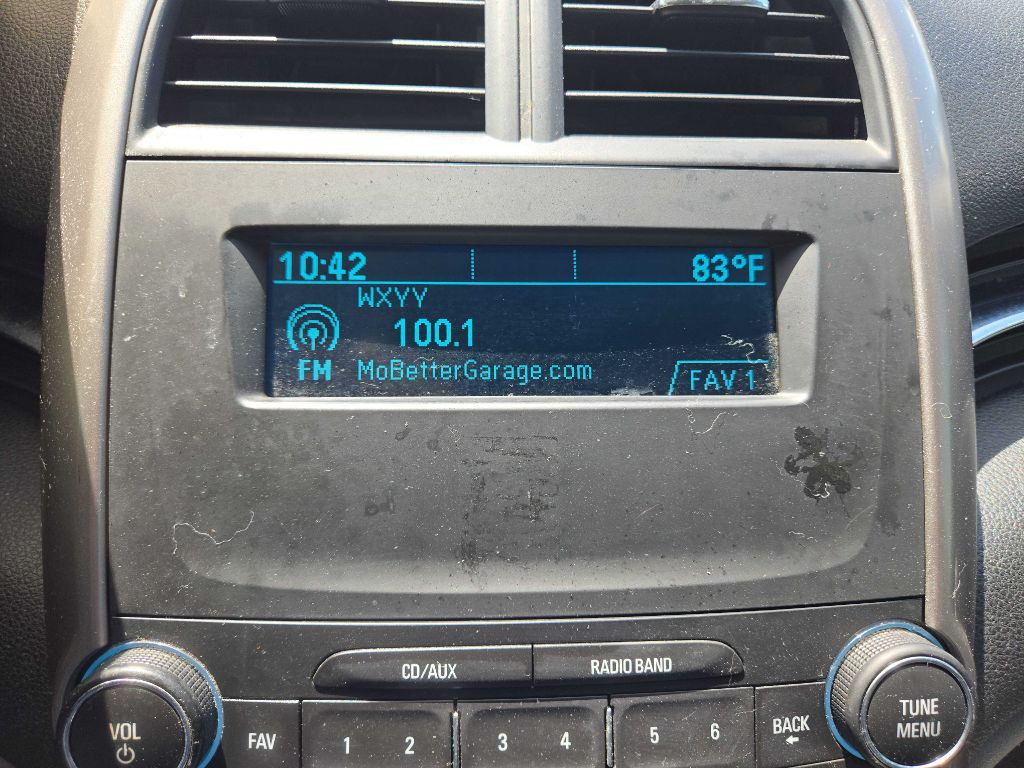 10:42 83°F
WXYY
100.1
FM MoBetterGarage.com FAV 1
CD/AUX RADIO BAND
VOL FAV 1 2 3 4 5 6 BACK TUNE
MENU